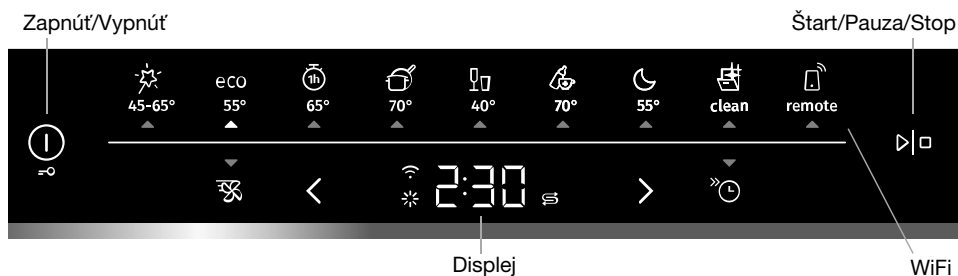 Zapnúť/Vypnúť Štart/Pauza/Stop
eco 1h
45-65° 55° 65° 70° 40° 70° 55° clean remote
2:30
Displej WiFi